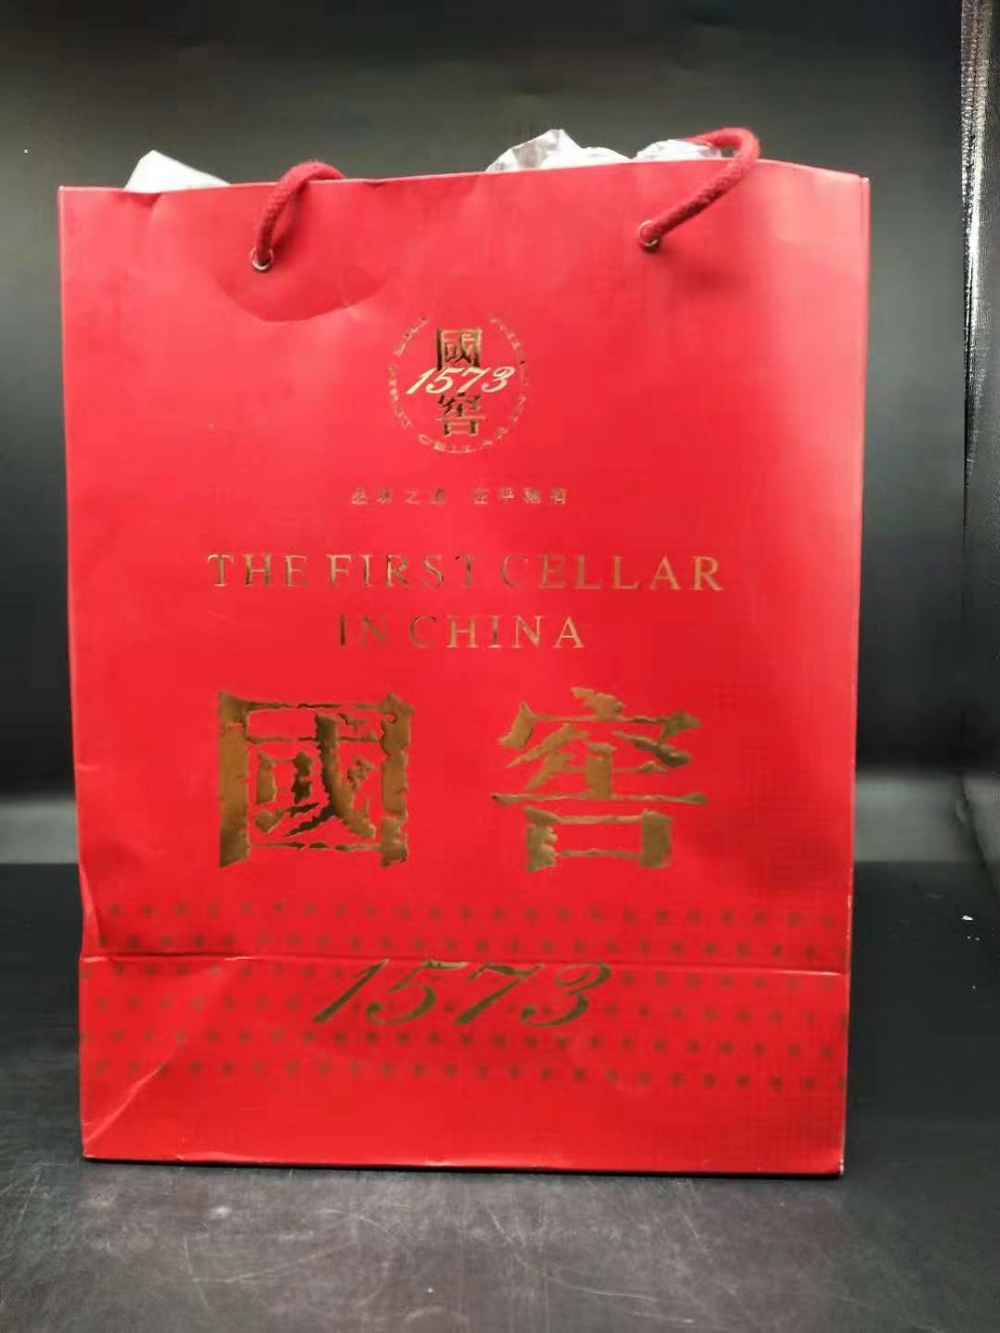 國
1573
窖
THE FIRST CELLAR
IN CHINA
國 窖
1573